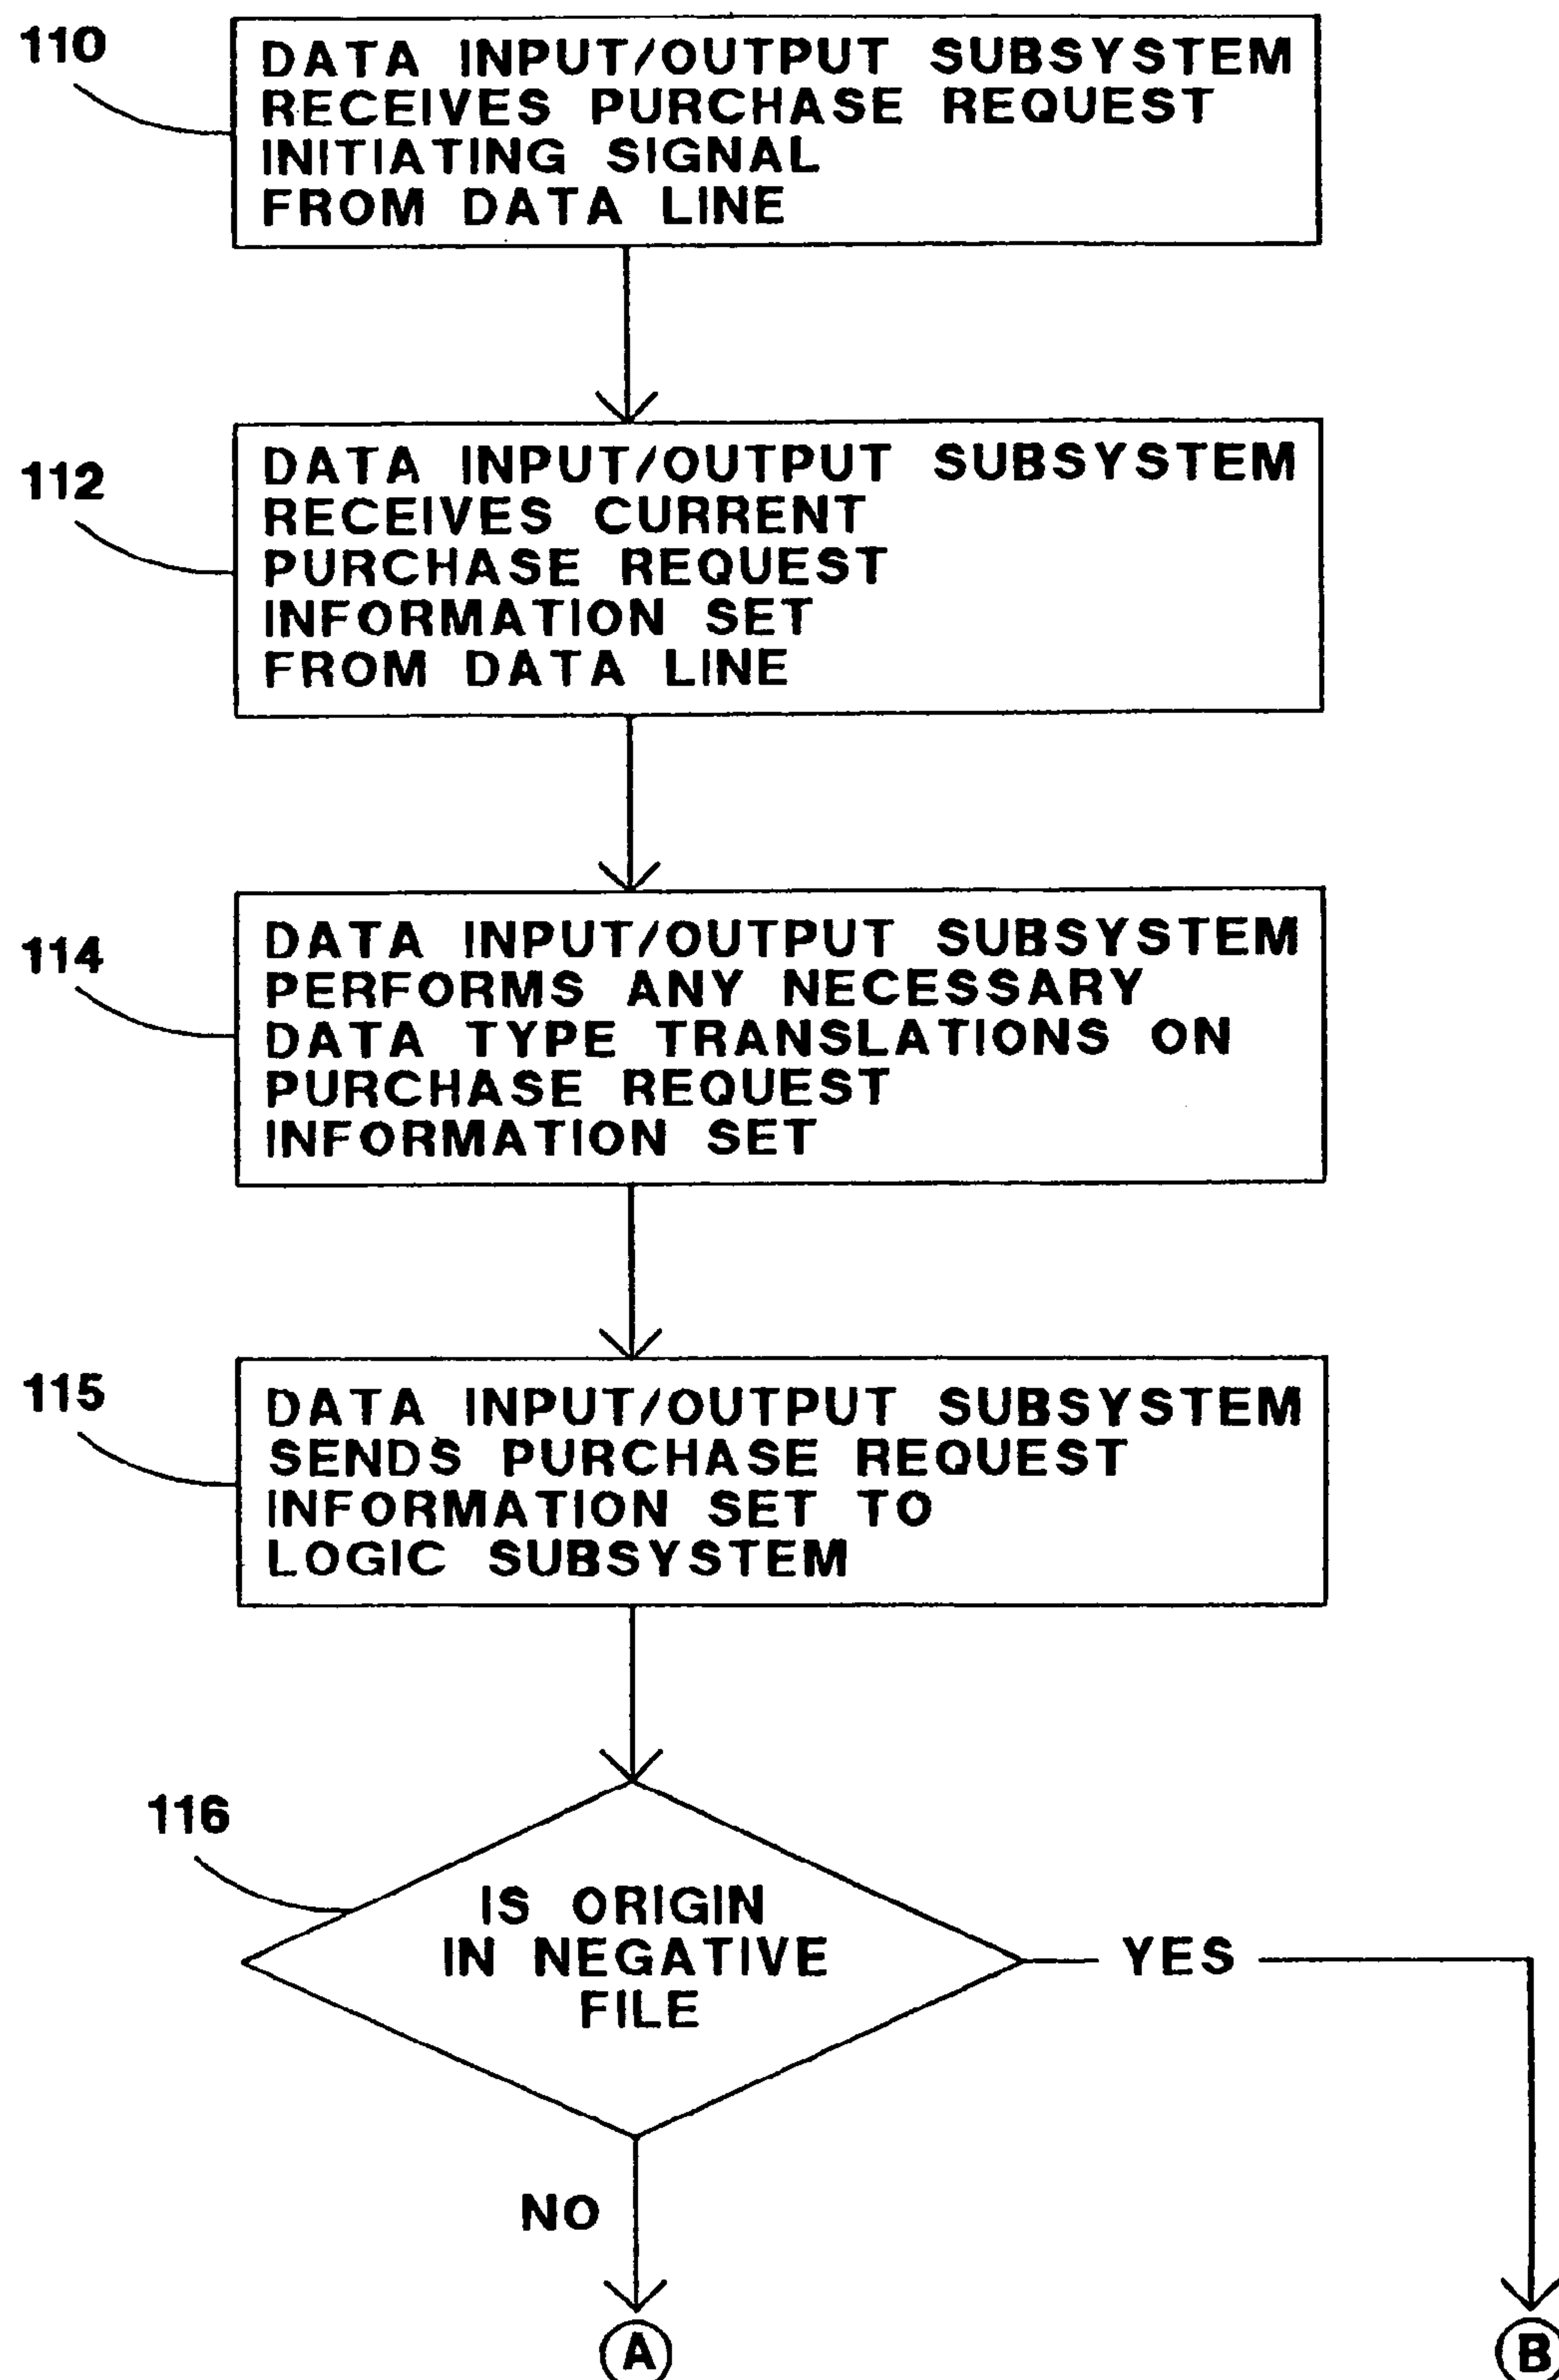 110
DATA INPUT/OUTPUT SUBSYSTEM
RECEIVES PURCHASE REQUEST
INITIATING SIGNAL
FROM DATA LINE
112
DATA INPUT/OUTPUT SUBSYSTEM
RECEIVES CURRENT
PURCHASE REQUEST
INFORMATION SET
FROM DATA LINE
114
DATA INPUT/OUTPUT SUBSYSTEM
PERFORMS ANY NECESSARY
DATA TYPE TRANSLATIONS ON
PURCHASE REQUEST
INFORMATION SET
115
DATA INPUT/OUTPUT SUBSYSTEM
SENDS PURCHASE REQUEST
INFORMATION SET TO
LOGIC SUBSYSTEM
116
IS ORIGIN
IN NEGATIVE
FILE
YES
NO
A
B